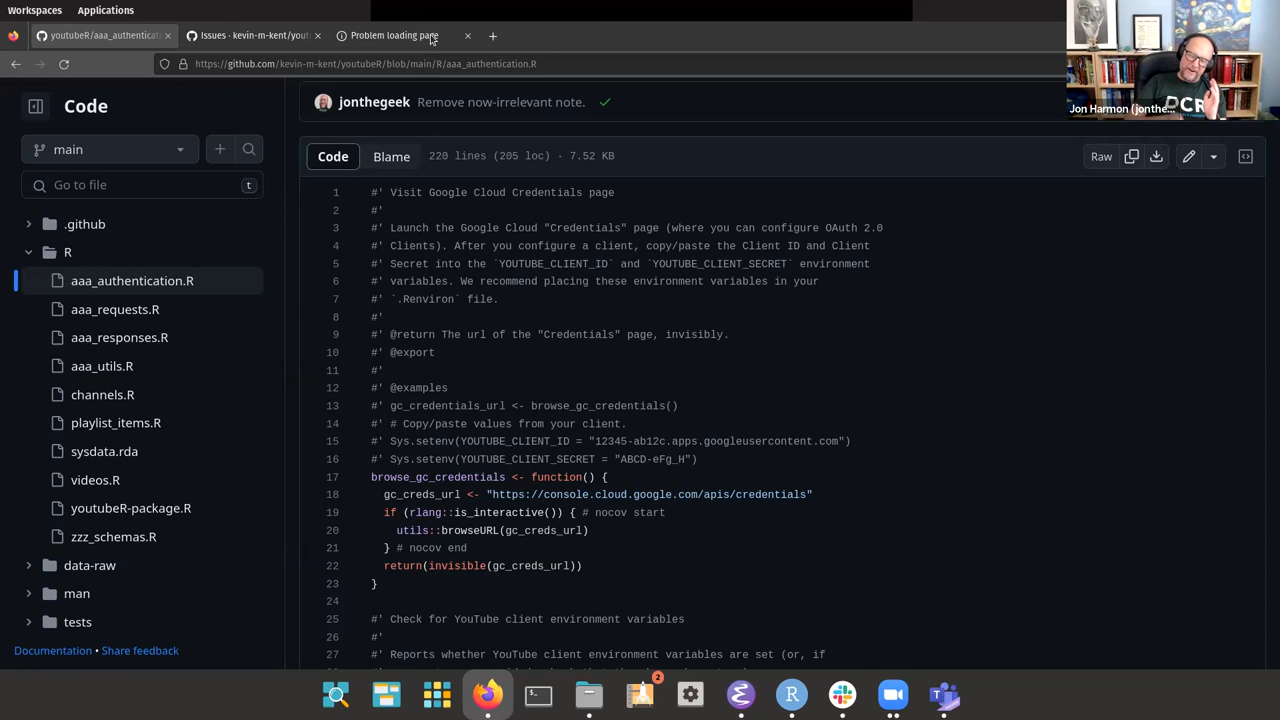 Workspaces Applications
youtubeR/aaa_authenticati
Issues · kevin-m-kent/yout
Problem loading page
https://github.com/kevin-m-kent/youtubeR/blob/main/R/aaa_authentication.R
Code
main
Go to file
t
.github
R
aaa_authentication.R
aaa_requests.R
aaa_responses.R
aaa_utils.R
channels.R
playlist_items.R
sysdata.rda
videos.R
youtubeR-package.R
zzz_schemas.R
data-raw
man
tests
Documentation • Share feedback
jonthegeek Remove now-irrelevant note.
Code Blame 220 lines (205 loc) · 7.52 KB
Raw
1 #' Visit Google Cloud Credentials page
2 #'
3 #' Launch the Google Cloud "Credentials" page (where you can configure OAuth 2.0
4 #' Clients). After you configure a client, copy/paste the Client ID and Client
5 #' Secret into the `YOUTUBE_CLIENT_ID` and `YOUTUBE_CLIENT_SECRET` environment
6 #' variables. We recommend placing these environment variables in your
7 #' `.Renviron` file.
8 #'
9 #' @return The url of the "Credentials" page, invisibly.
10 #' @export
11 #'
12 #' @examples
13 #' gc_credentials_url <- browse_gc_credentials()
14 #' # Copy/paste values from your client.
15 #' Sys.setenv(YOUTUBE_CLIENT_ID = "12345-ab12c.apps.googleusercontent.com")
16 #' Sys.setenv(YOUTUBE_CLIENT_SECRET = "ABCD-eFg_H")
17 browse_gc_credentials <- function() {
18 gc_creds_url <- "https://console.cloud.google.com/apis/credentials"
19 if (rlang::is_interactive()) { # nocov start
20 utils::browseURL(gc_creds_url)
21 } # nocov end
22 return(invisible(gc_creds_url))
23 }
24
25 #' Check for YouTube client environment variables
26 #'
27 #' Reports whether YouTube client environment variables are set (or, if
Jon Harmon (jonthe...
2
R